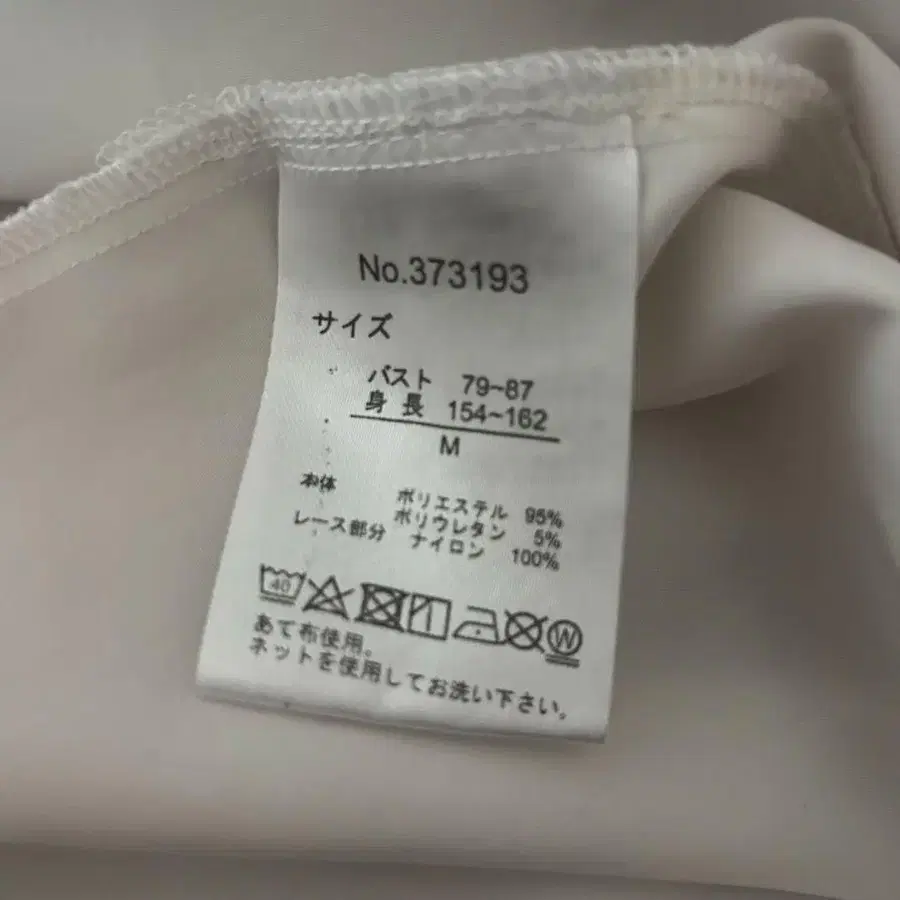 No.373193
サイズ
バスト 79~87
身長 154~162
M
本体 ポリエステル 95%
ポリウレタン 5%
レース部分 ナイロン 100%
40
W
あて布使用。
ネットを使用してお洗い下さい。